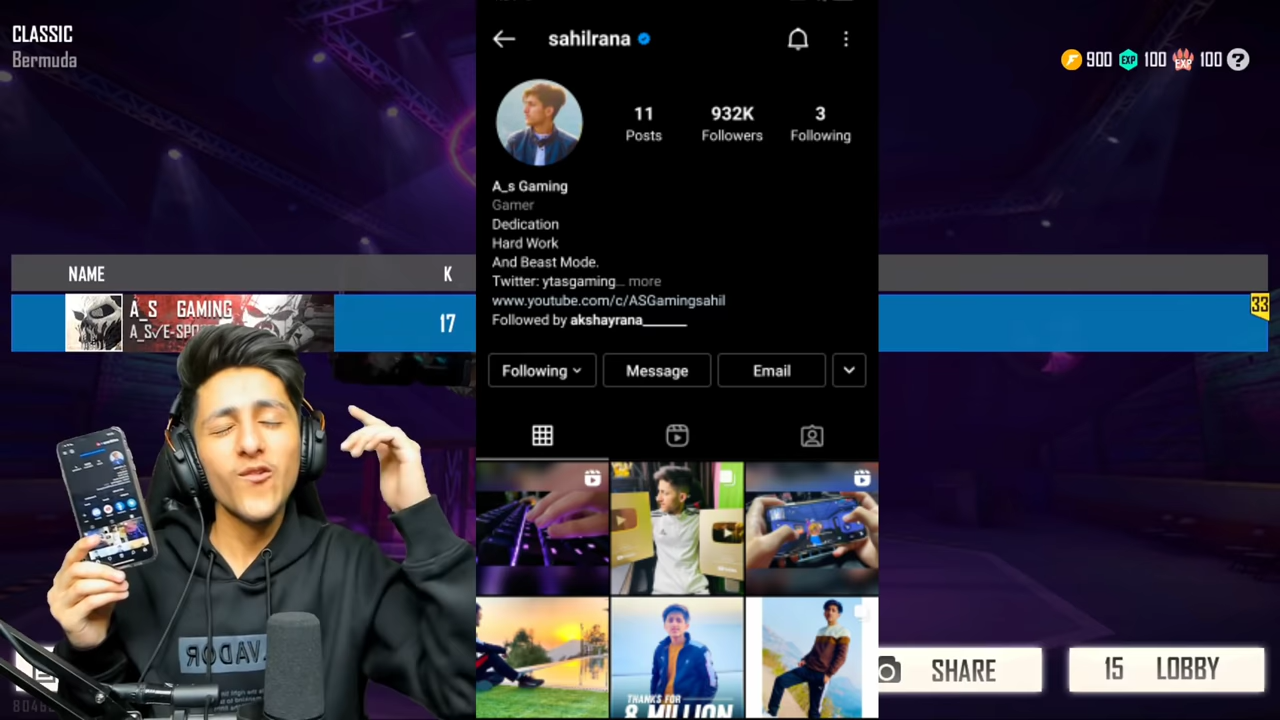 CLASSIC
Bermuda
900 EXP 100 EXP 100 ?
sahilrana
11
Posts
932K
Followers
3
Following
A_s Gaming
Gamer
Dedication
Hard Work
And Beast Mode.
Twitter: ytasgaming... more
www.youtube.com/c/ASGamingsahil
Followed by akshayrana______
Following
Message
Email
NAME K
A_S GAMING
17
33
THANKS FOR
8 MILLION
SHARE
15 LOBBY